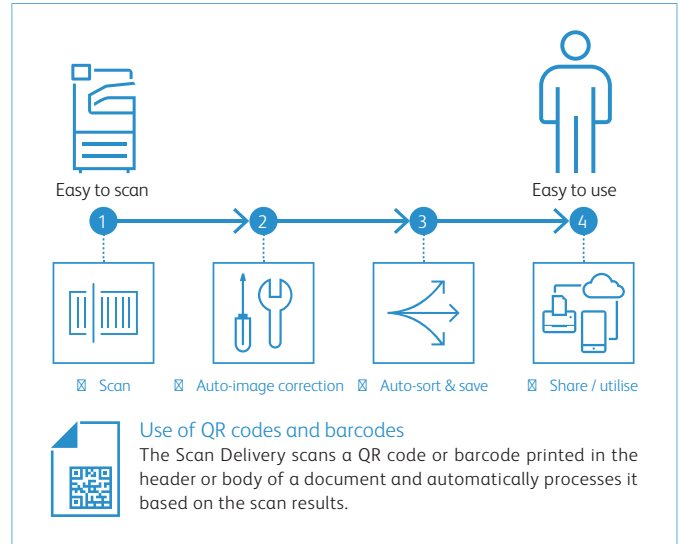 Easy to scan
Easy to use
1 2 3 4
Scan
Auto-image correction
Auto-sort & save
Share / utilise
Use of QR codes and barcodes
The Scan Delivery scans a QR code or barcode printed in the
header or body of a document and automatically processes it
based on the scan results.